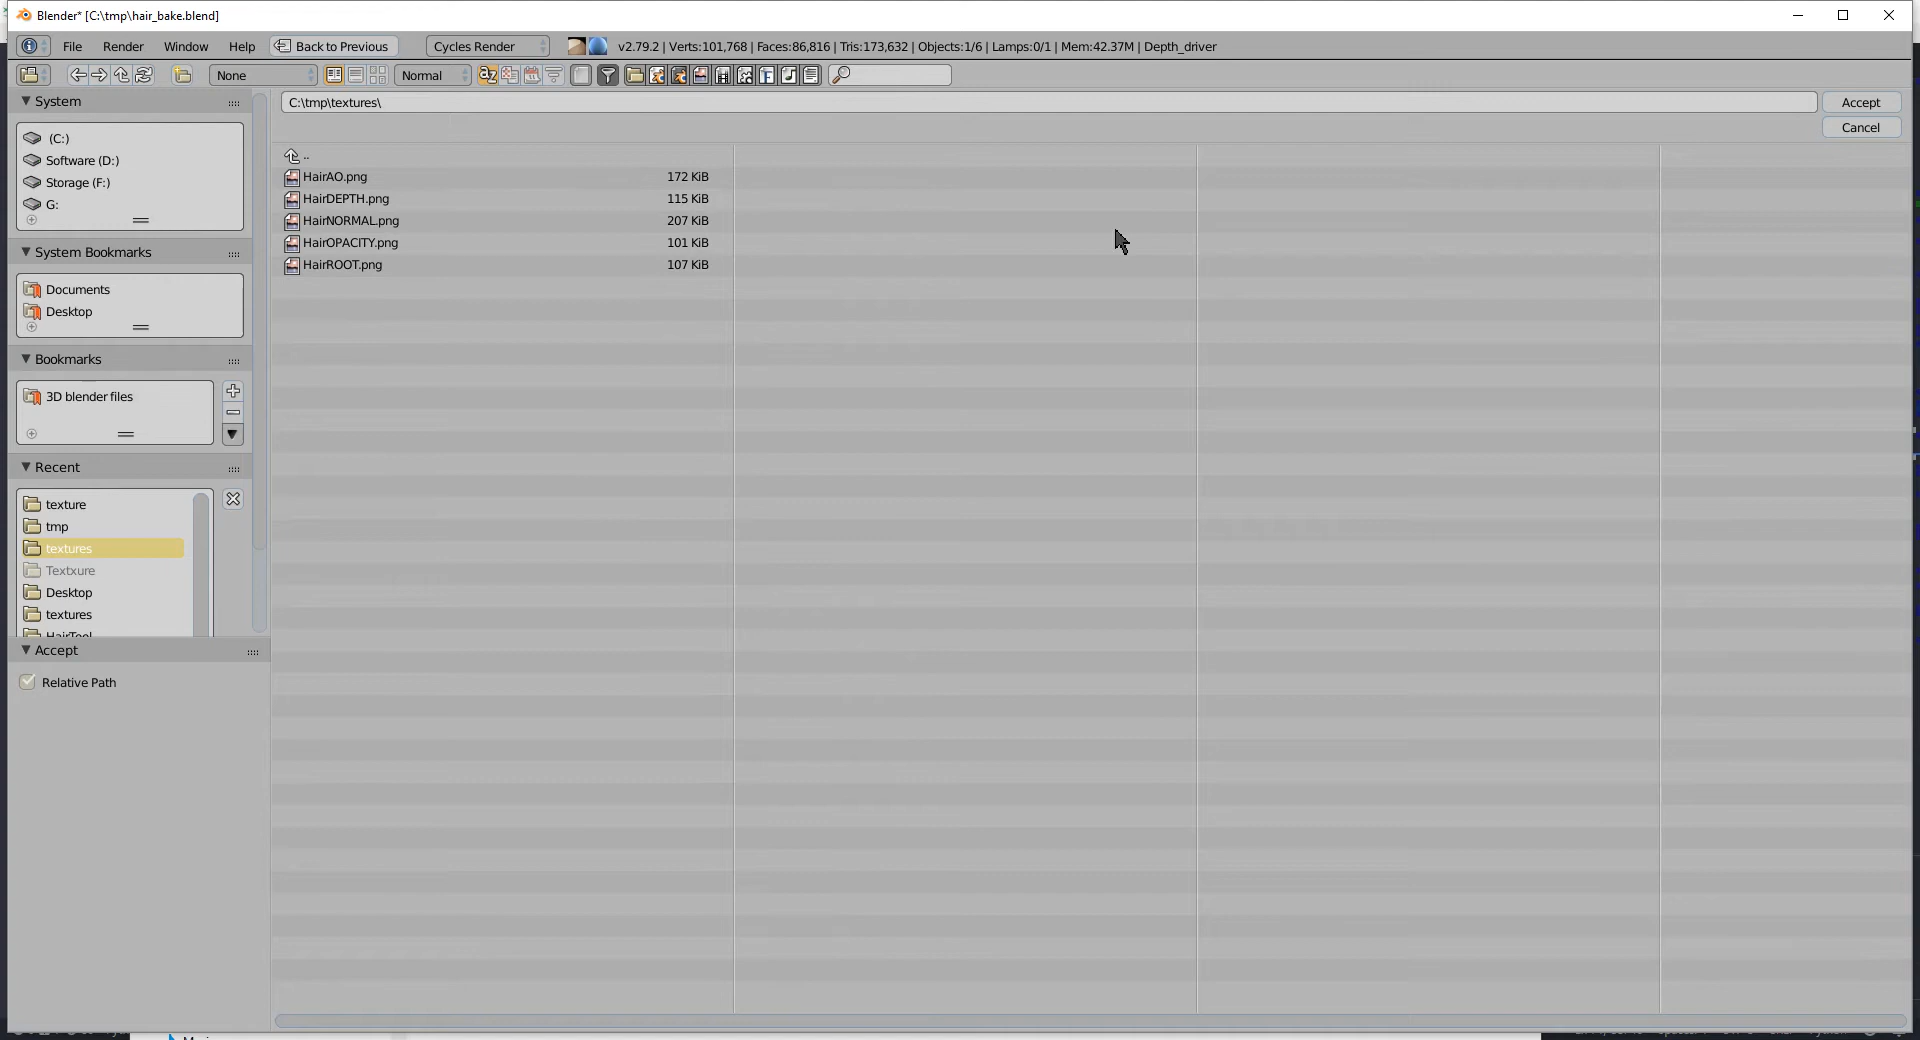 Blender* [C:\tmp\hair_bake.blend]
File Render Window Help Back to Previous Cycles Render v2.79.2 | Verts:101,768 | Faces:86,816 | Tris:173,632 | Objects:1/6 | Lamps:0/1 | Mem:42.37M | Depth_driver
None Normal
System
C:\tmp\textures\ Accept
Cancel
(C:)
Software (D:)
Storage (F:)
G:
..
HairAO.png 172 KiB
HairDEPTH.png 115 KiB
HairNORMAL.png 207 KiB
HairOPACITY.png 101 KiB
HairROOT.png 107 KiB
System Bookmarks
Documents
Desktop
Bookmarks
3D blender files
Recent
texture
tmp
textures
Textxure
Desktop
textures
HairTool
Accept
Relative Path